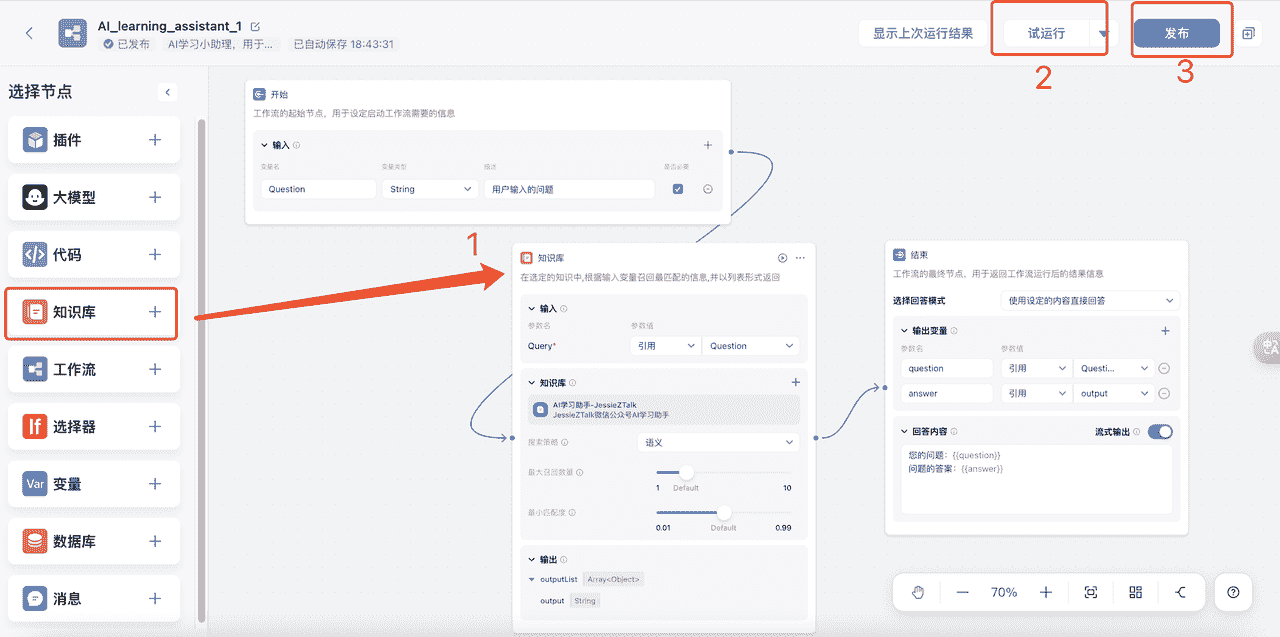 AI_learning_assistant_1
已发布 AI学习小助理，用于... 已自动保存 18:43:31
显示上次运行结果
试运行
发布
2
3
选择节点
插件
大模型
代码
知识库
工作流
选择器
If
变量
Var
数据库
消息
1
开始
工作流的起始节点，用于设定启动工作流需要的信息
输入
变量名 变量类型 描述 是否必要
Question String 用户输入的问题
知识库
在选定的知识中,根据输入变量召回最匹配的信息,并以列表形式返回
输入
参数名 参数值
Query* 引用 Question
知识库
AI学习助手-JessieZTalk
JessieZTalk微信公众号AI学习助手
搜索策略 语义
最大召回数量
1 Default 10
最小匹配度
0.01 Default 0.99
输出
outputList Array<Object>
output String
结束
工作流的最终节点，用于返回工作流运行后的结果信息
选择回答模式 使用设定的内容直接回答
输出变量
参数名 参数值
question 引用 Questi...
answer 引用 output
回答内容 流式输出
您的问题：{{question}}
问题的答案：{{answer}}
70%